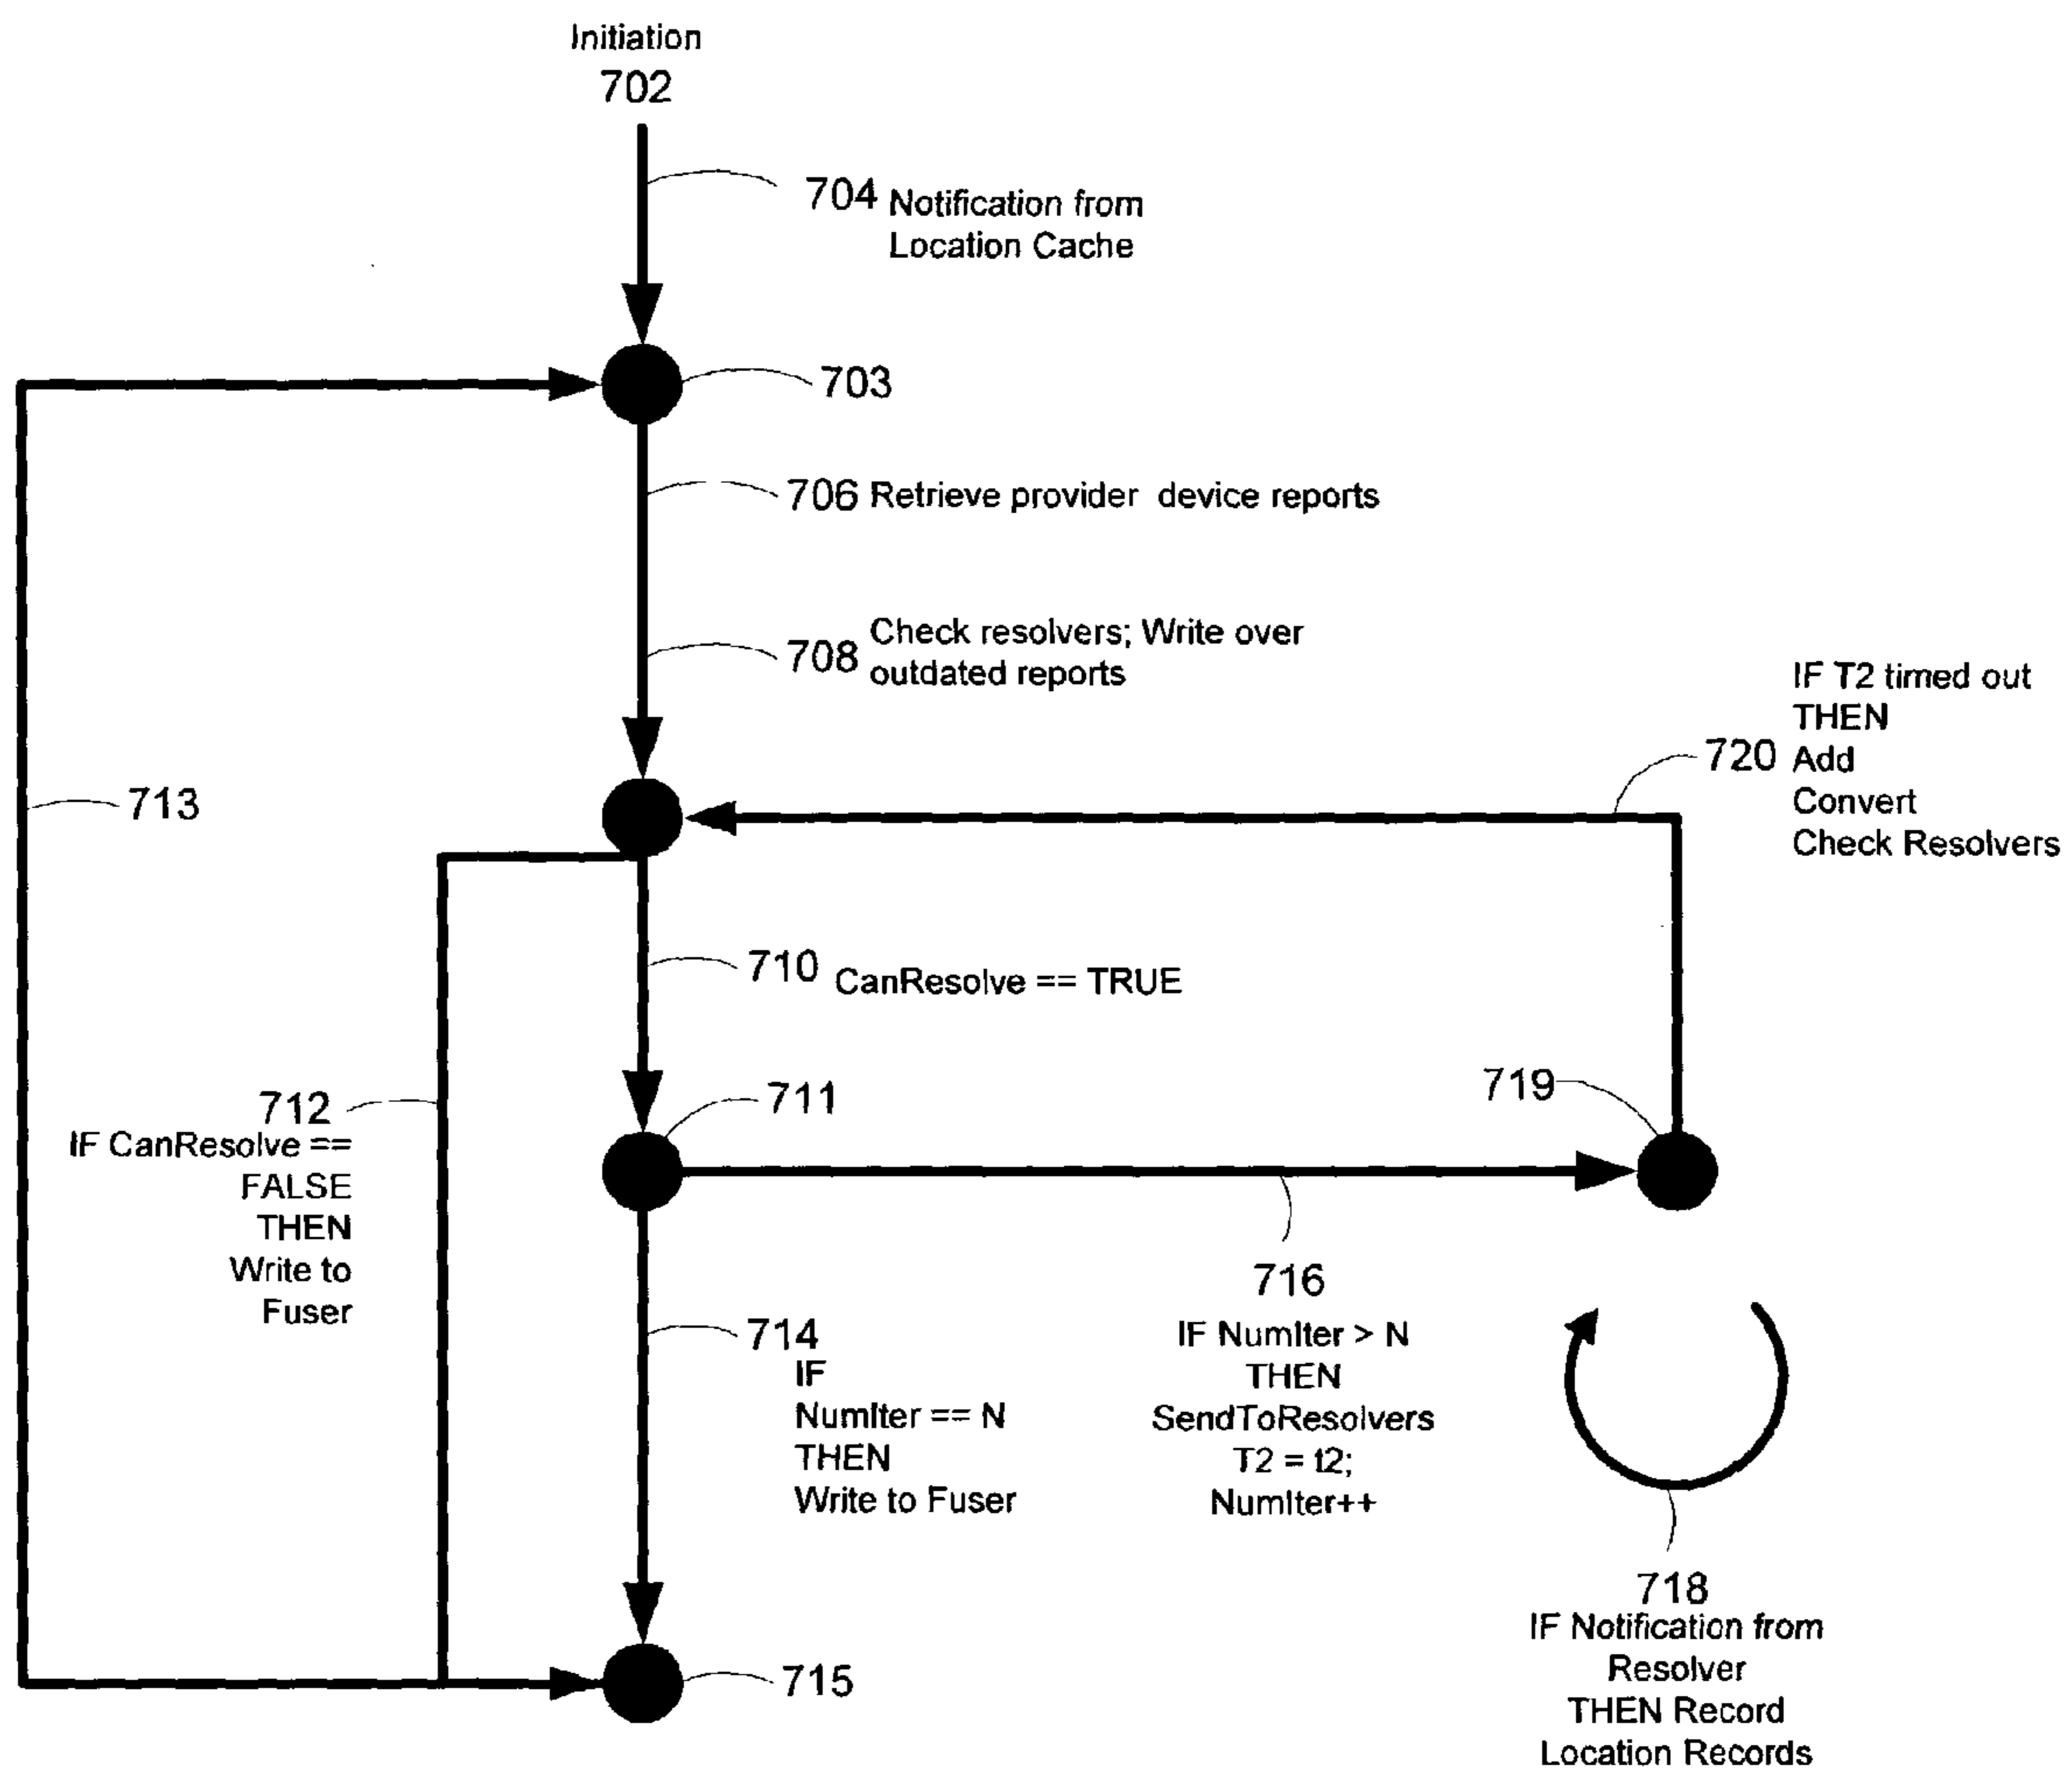 Initiation
702
704 Notification from
Location Cache
703
706 Retrieve provider device reports
708 Check resolvers; Write over
outdated reports
IF T2 timed out
THEN
720 Add
Convert
Check Resolvers
713
710 CanResolve == TRUE
711
719
712
IF CanResolve ==
FALSE
THEN
Write to
Fuser
714
IF
NumIter == N
THEN
Write to Fuser
716
IF NumIter > N
THEN
SendToResolvers
T2 = t2;
NumIter++
718
IF Notification from
Resolver
THEN Record
Location Records
715